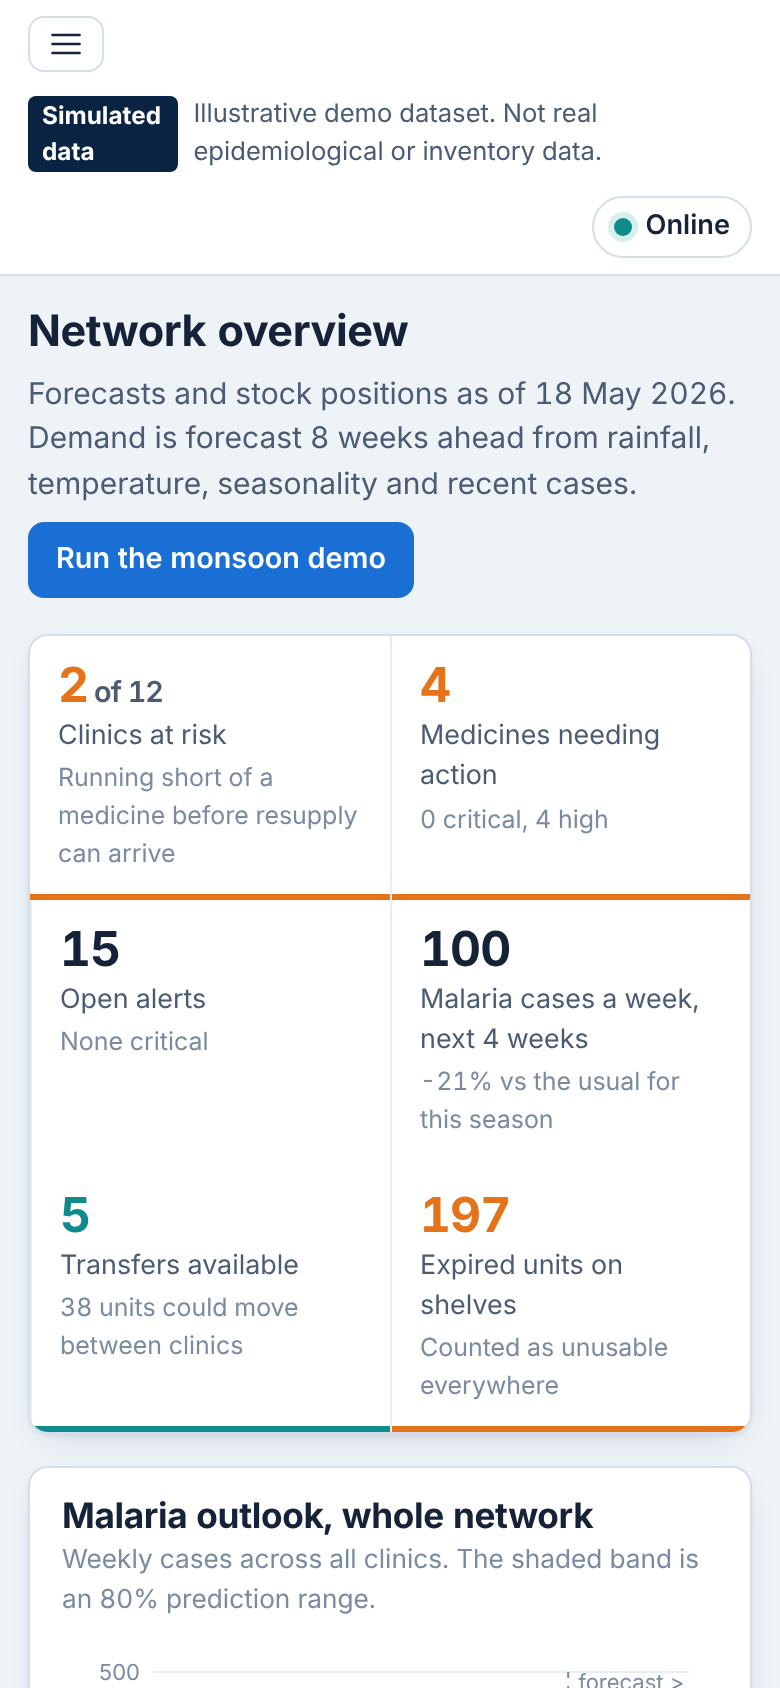 Simulated data
Illustrative demo dataset. Not real
epidemiological or inventory data.
Online
Network overview
Forecasts and stock positions as of 18 May 2026.
Demand is forecast 8 weeks ahead from rainfall,
temperature, seasonality and recent cases.
Run the monsoon demo
2 of 12
Clinics at risk
Running short of a
medicine before resupply
can arrive
4
Medicines needing
action
0 critical, 4 high
15
Open alerts
None critical
100
Malaria cases a week,
next 4 weeks
-21% vs the usual for
this season
5
Transfers available
38 units could move
between clinics
197
Expired units on
shelves
Counted as unusable
everywhere
Malaria outlook, whole network
Weekly cases across all clinics. The shaded band is
an 80% prediction range.
500
forecast >